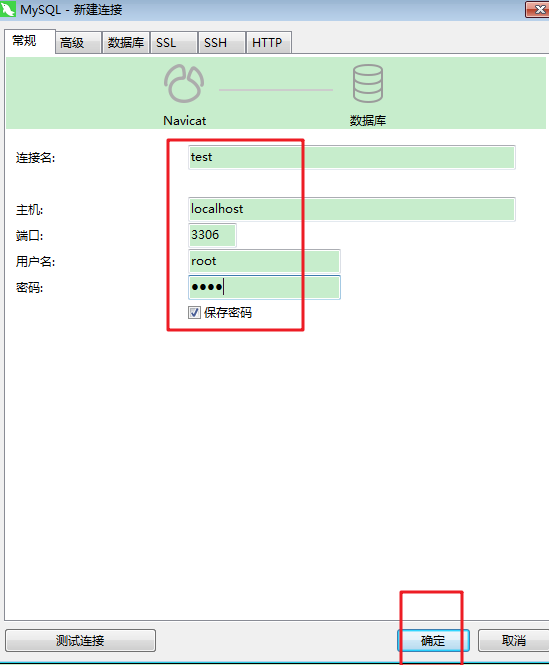 MySQL - 新建连接
常规 高级 数据库 SSL SSH HTTP
Navicat 数据库
连接名: test
主机: localhost
端口: 3306
用户名: root
密码: ●●●●
保存密码
测试连接 确定 取消